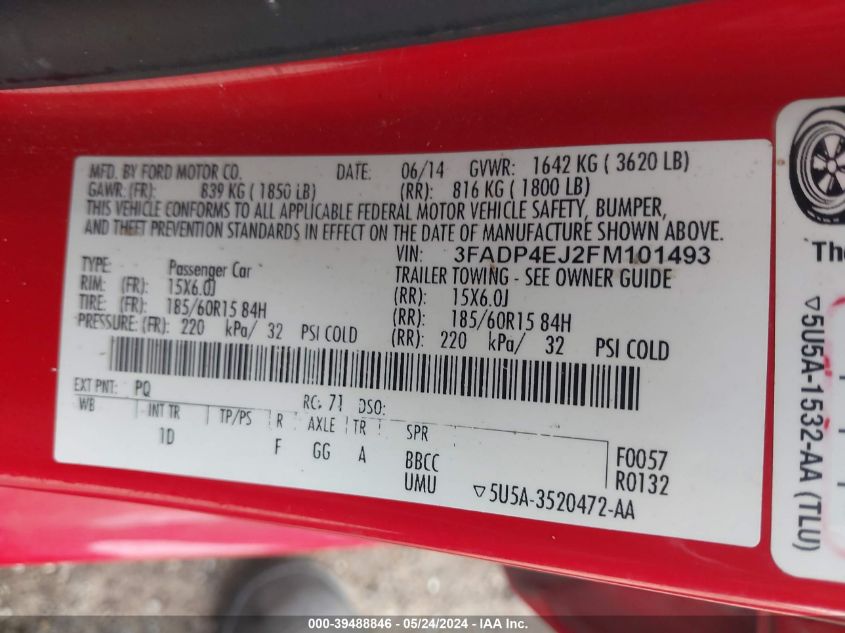 MFD. BY FORD MOTOR CO. DATE: 06/14 GVWR: 1642 KG ( 3620 LB)
GAWR: (FR): 839 KG ( 1850 LB) (RR): 816 KG ( 1800 LB)
THIS VEHICLE CONFORMS TO ALL APPLICABLE FEDERAL MOTOR VEHICLE SAFETY, BUMPER,
AND THEFT PREVENTION STANDARDS IN EFFECT ON THE DATE OF MANUFACTURE SHOWN ABOVE.
VIN: 3FADP4EJ2FM101493
TYPE: Passenger Car TRAILER TOWING - SEE OWNER GUIDE
RIM: (FR): 15X6.0J (RR): 15X6.0J
TIRE: (FR): 185/60R15 84H (RR): 185/60R15 84H
PRESSURE: (FR): 220 kPa/ 32 PSI COLD (RR): 220 kPa/ 32 PSI COLD
EXT PNT: PQ RC: 71 DSO:
WB INT TR TP/PS R AXLE TR SPR
1D F GG A BBCC F0057
UMU R0132
▽5U5A-3520472-AA
The
▽5U5A-1532-AA (TLU)
000-39488846 - 05/24/2024 - IAA Inc.